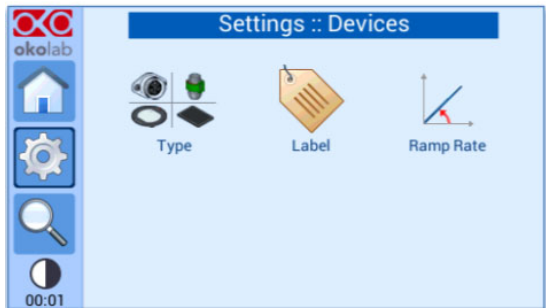 Settings :: Devices
okolab
Type
Label
Ramp Rate
00:01